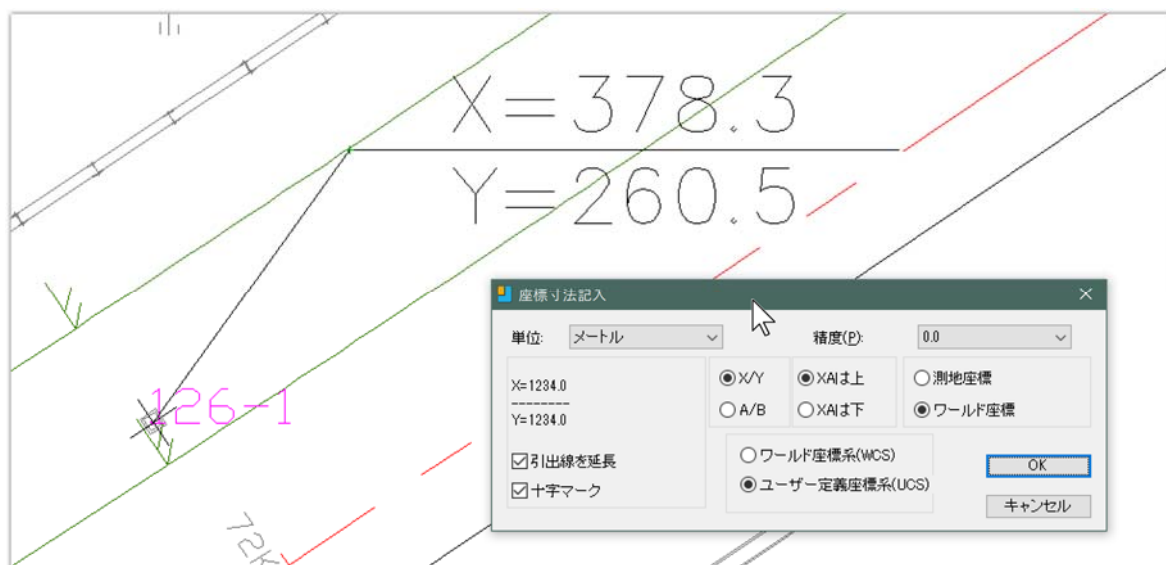 X=378.3
Y=260.5
126-1
座標寸法記入
単位: メートル 精度(P): 0.0
X=1234.0
--------
Y=1234.0
X/Y
A/B
XAは上
XAは下
測地座標
ワールド座標
引出線を延長
十字マーク
ワールド座標系(WCS)
ユーザー定義座標系(UCS)
OK
キャンセル
72K